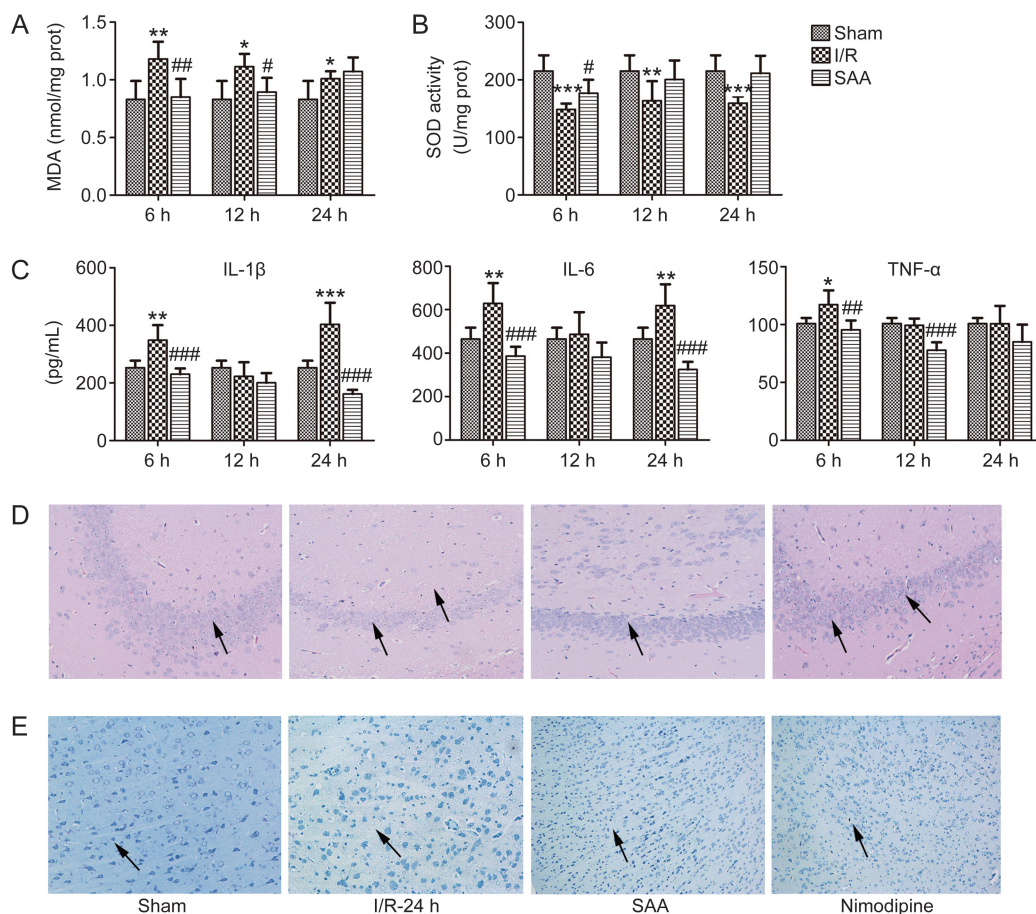 A
MDA (nmol/mg prot)
1.5
1.0
0.5
0.0
**
##
*
#
*
6 h
12 h
24 h
B
SOD activity
(U/mg prot)
300
200
100
0
***
#
**
***
6 h
12 h
24 h
Sham
I/R
SAA
C
IL-1β
(pg/mL)
600
400
200
0
**
###
***
###
6 h
12 h
24 h
IL-6
800
600
400
200
0
**
###
**
###
6 h
12 h
24 h
TNF-α
150
100
50
0
*
##
###
6 h
12 h
24 h
D
E
Sham
I/R-24 h
SAA
Nimodipine